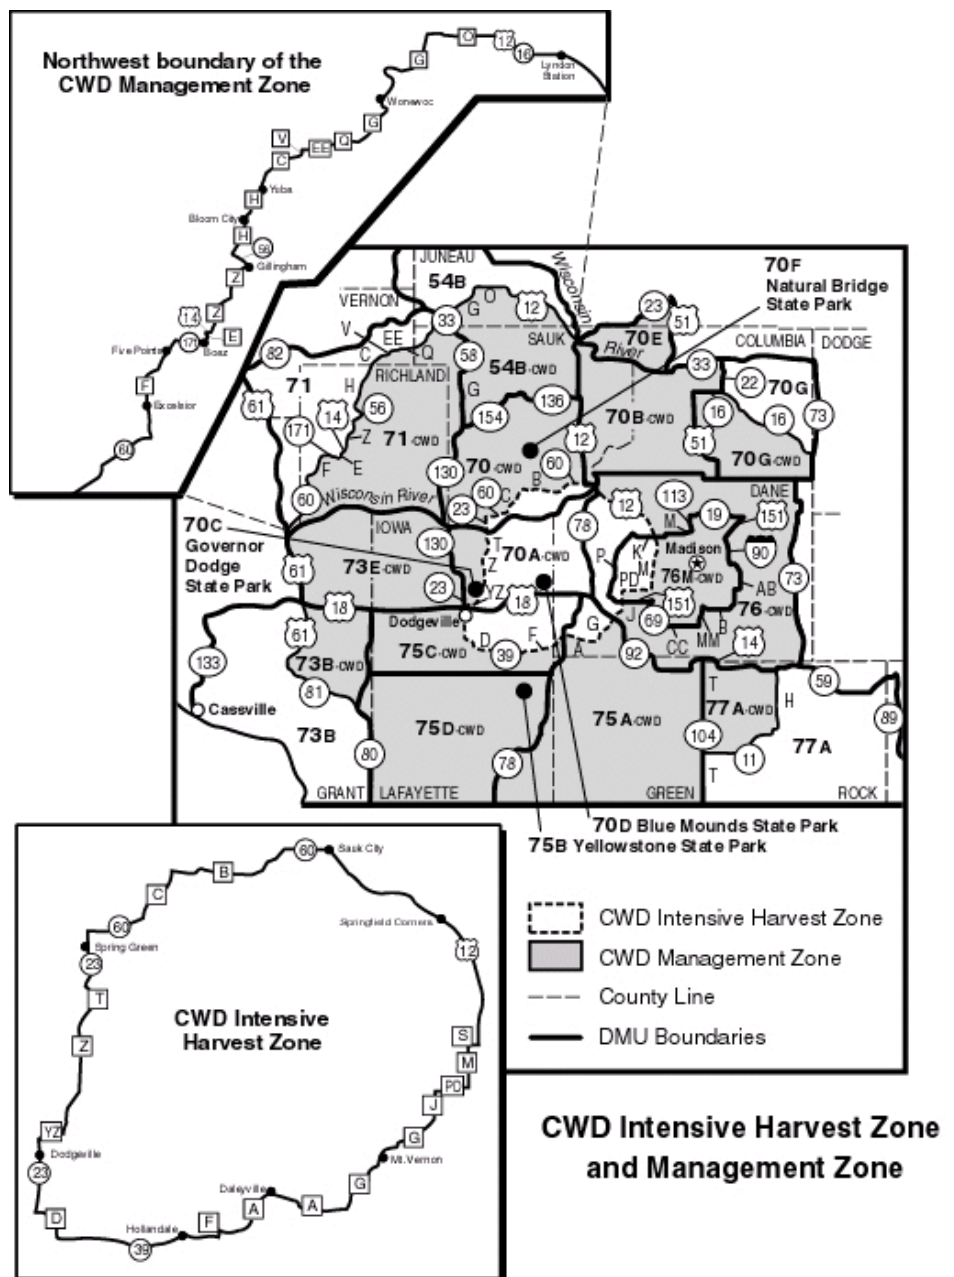 Northwest boundary of the
CWD Management Zone
O
12
16
G
Lyndon
Station
Wonewoc
G
V
EE
Q
C
Yuba
H
Bloom City
H
56
Gillingham
Z
14
Z
171
E
Five Points
Boaz
F
Excelsior
60
JUNEAU
54B
Wisconsin
River
70F
Natural Bridge
State Park
VERNON
G
O
12
23
51
V
EE
33
SAUK
70E
COLUMBIA
DODGE
82
C
Q
58
54B-CWD
33
71
H
RICHLAND
22
70G
61
14
56
G
136
16
16
73
171
Z
71-CWD
154
70B-CWD
51
F
E
12
70G-CWD
130
70-CWD
60
B
60
Wisconsin River
60
C
23
12
113
DANE
70C
Governor
Dodge
State Park
IOWA
130
T
70A-CWD
78
M
19
151
73E-CWD
Z
P
K
Madison
90
61
M
76M-CWD
73
23
YZ
PD
AB
18
18
151
76-CWD
Dodgeville
J
69
B
61
D
F
G
MM
133
75C-CWD
39
A
92
CC
14
73B-CWD
59
81
T
H
Cassville
77A-CWD
73B
75D-CWD
75A-CWD
89
104
77A
80
78
11
T
GRANT
LAFAYETTE
GREEN
ROCK
70D Blue Mounds State Park
75B Yellowstone State Park
CWD Intensive Harvest Zone
CWD Management Zone
County Line
DMU Boundaries
60
Sauk City
B
C
Springfield Corners
60
Spring Green
12
23
T
CWD Intensive
Harvest Zone
S
Z
M
PD
J
YZ
G
Dodgeville
Mt. Vernon
23
G
Daleyville
A
A
D
F
Hollandale
39
CWD Intensive Harvest Zone
and Management Zone